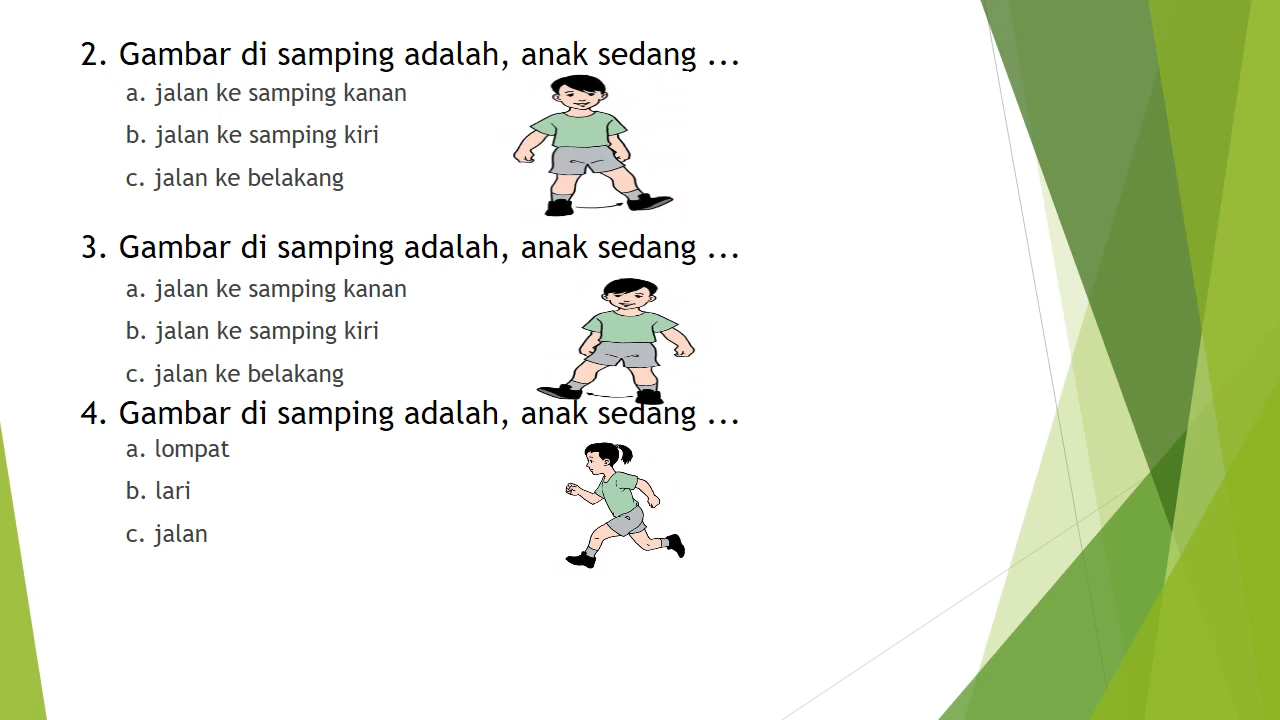 2. Gambar di samping adalah, anak sedang ...
a. jalan ke samping kanan
b. jalan ke samping kiri
c. jalan ke belakang
3. Gambar di samping adalah, anak sedang ...
a. jalan ke samping kanan
b. jalan ke samping kiri
c. jalan ke belakang
4. Gambar di samping adalah, anak sedang ...
a. lompat
b. lari
c. jalan